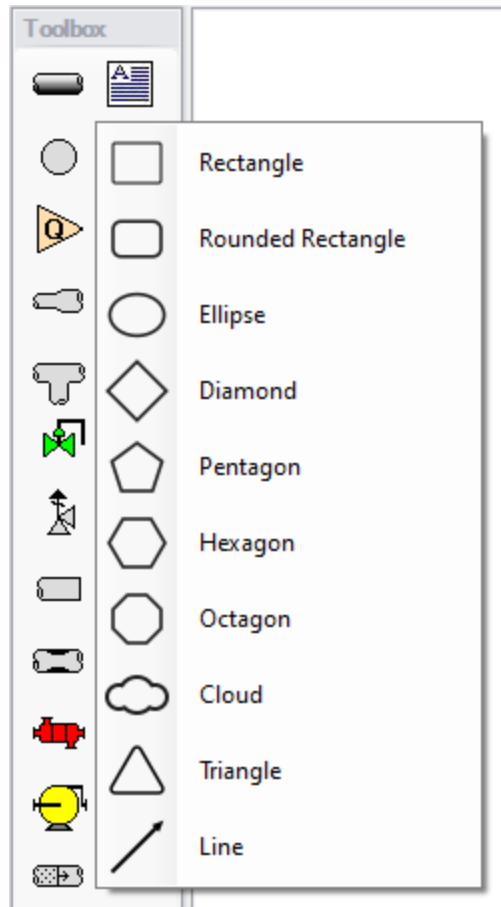 Toolbox
A
Rectangle
Q
Rounded Rectangle
Ellipse
Diamond
Pentagon
Hexagon
Octagon
Cloud
Triangle
Line